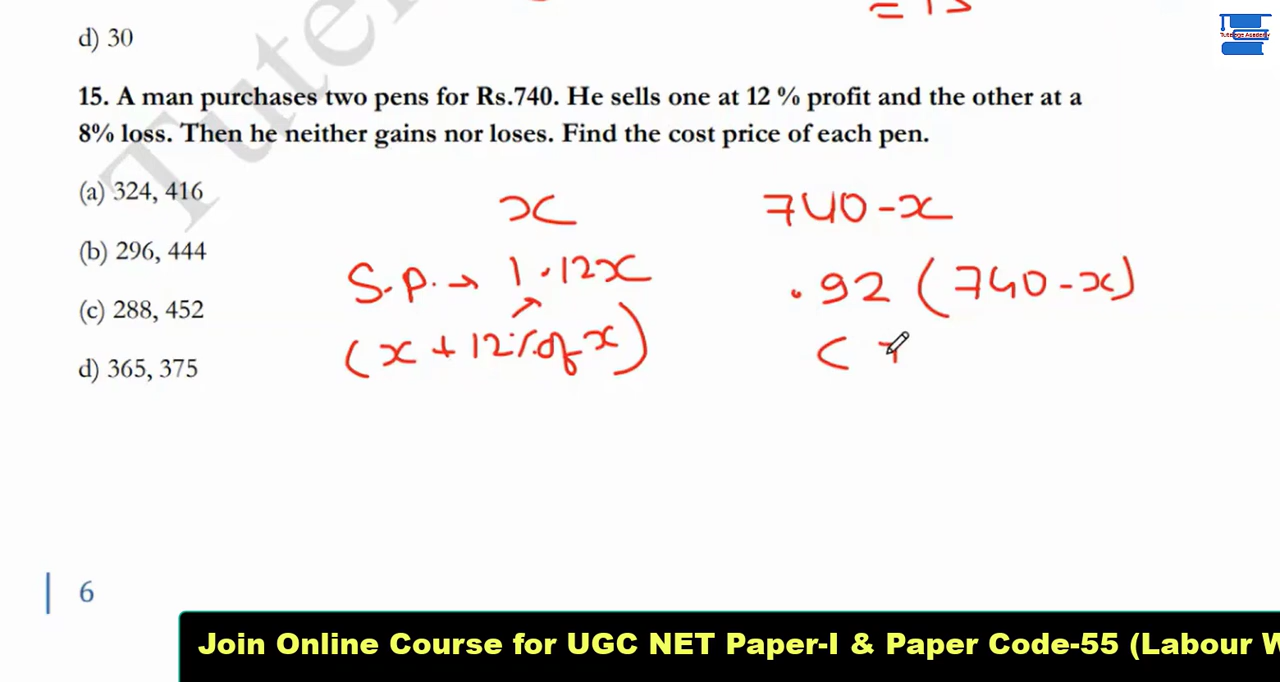 = 15
d) 30
15. A man purchases two pens for Rs.740. He sells one at 12 % profit and the other at a
8% loss. Then he neither gains nor loses. Find the cost price of each pen.
(a) 324, 416
(b) 296, 444
(c) 288, 452
d) 365, 375
x 740-x
S.P. → 1.12x .92 (740-x)
(x + 12% of x) (
6
Join Online Course for UGC NET Paper-I & Paper Code-55 (Labour W